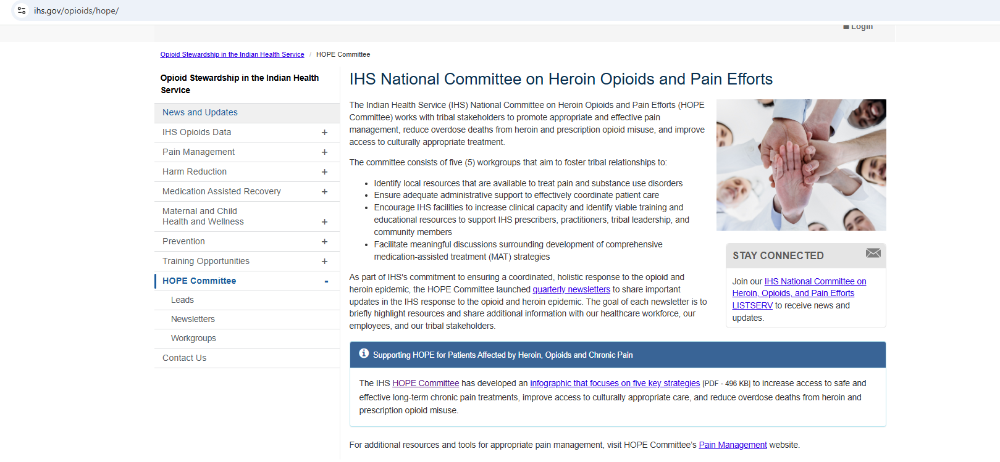 ihs.gov/opioids/hope/
Login
Opioid Stewardship in the Indian Health Service / HOPE Committee
Opioid Stewardship in the Indian Health
Service
News and Updates
IHS Opioids Data +
Pain Management +
Harm Reduction +
Medication Assisted Recovery +
Maternal and Child
Health and Wellness +
Prevention +
Training Opportunities +
HOPE Committee -
Leads
Newsletters
Workgroups
Contact Us
IHS National Committee on Heroin Opioids and Pain Efforts
The Indian Health Service (IHS) National Committee on Heroin Opioids and Pain Efforts (HOPE
Committee) works with tribal stakeholders to promote appropriate and effective pain
management, reduce overdose deaths from heroin and prescription opioid misuse, and improve
access to culturally appropriate treatment.
The committee consists of five (5) workgroups that aim to foster tribal relationships to:
• Identify local resources that are available to treat pain and substance use disorders
• Ensure adequate administrative support to effectively coordinate patient care
• Encourage IHS facilities to increase clinical capacity and identify viable training and
educational resources to support IHS prescribers, practitioners, tribal leadership, and
community members
• Facilitate meaningful discussions surrounding development of comprehensive
medication-assisted treatment (MAT) strategies
As part of IHS's commitment to ensuring a coordinated, holistic response to the opioid and
heroin epidemic, the HOPE Committee launched quarterly newsletters to share important
updates in the IHS response to the opioid and heroin epidemic. The goal of each newsletter is to
briefly highlight resources and share additional information with our healthcare workforce, our
employees, and our tribal stakeholders.
STAY CONNECTED
Join our IHS National Committee on
Heroin, Opioids, and Pain Efforts
LISTSERV to receive news and
updates.
Supporting HOPE for Patients Affected by Heroin, Opioids and Chronic Pain
The IHS HOPE Committee has developed an infographic that focuses on five key strategies [PDF - 496 KB] to increase access to safe and
effective long-term chronic pain treatments, improve access to culturally appropriate care, and reduce overdose deaths from heroin and
prescription opioid misuse.
For additional resources and tools for appropriate pain management, visit HOPE Committee's Pain Management website.